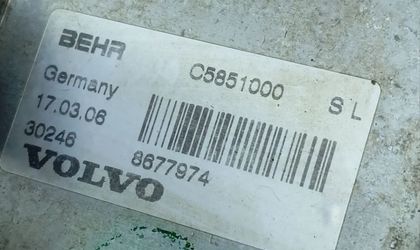 BEHR C5851000 S L
Germany
17.03.06
30246 8677974
VOLVO